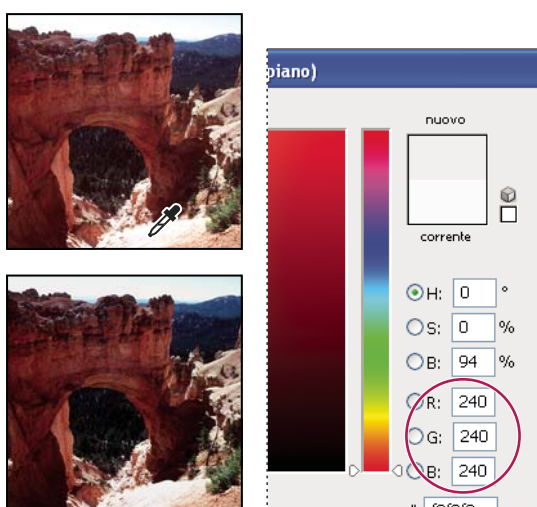 piano)
nuovo
corrente
H: 0 °
S: 0 %
B: 94 %
R: 240
G: 240
B: 240
#